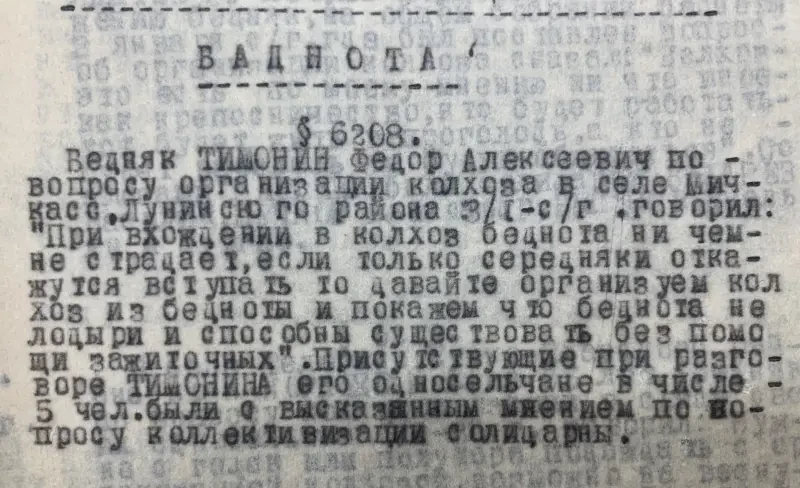 БАДНОТА
§ 6208.
Бедняк ТИМОНИН Федор Алексеевич по -
вопросу организации колхоза в селе Мич-
касс,Лунинсю го района 3/I-с/г .говорил:
"При вхождении в колхоз беднота ни чем-
не страдает,если только середняки отка-
жутся вступать то давайте организуем кол
хоз из бедноты и покажем что беднота не
лодыри и способны существовать без помо
щи зажиточных".Присутствующие при разго-
воре ТИМОНИНА его односельчане в числе -
5 чел.были с высказанным мнением по во-
просу коллективизации солидарны.